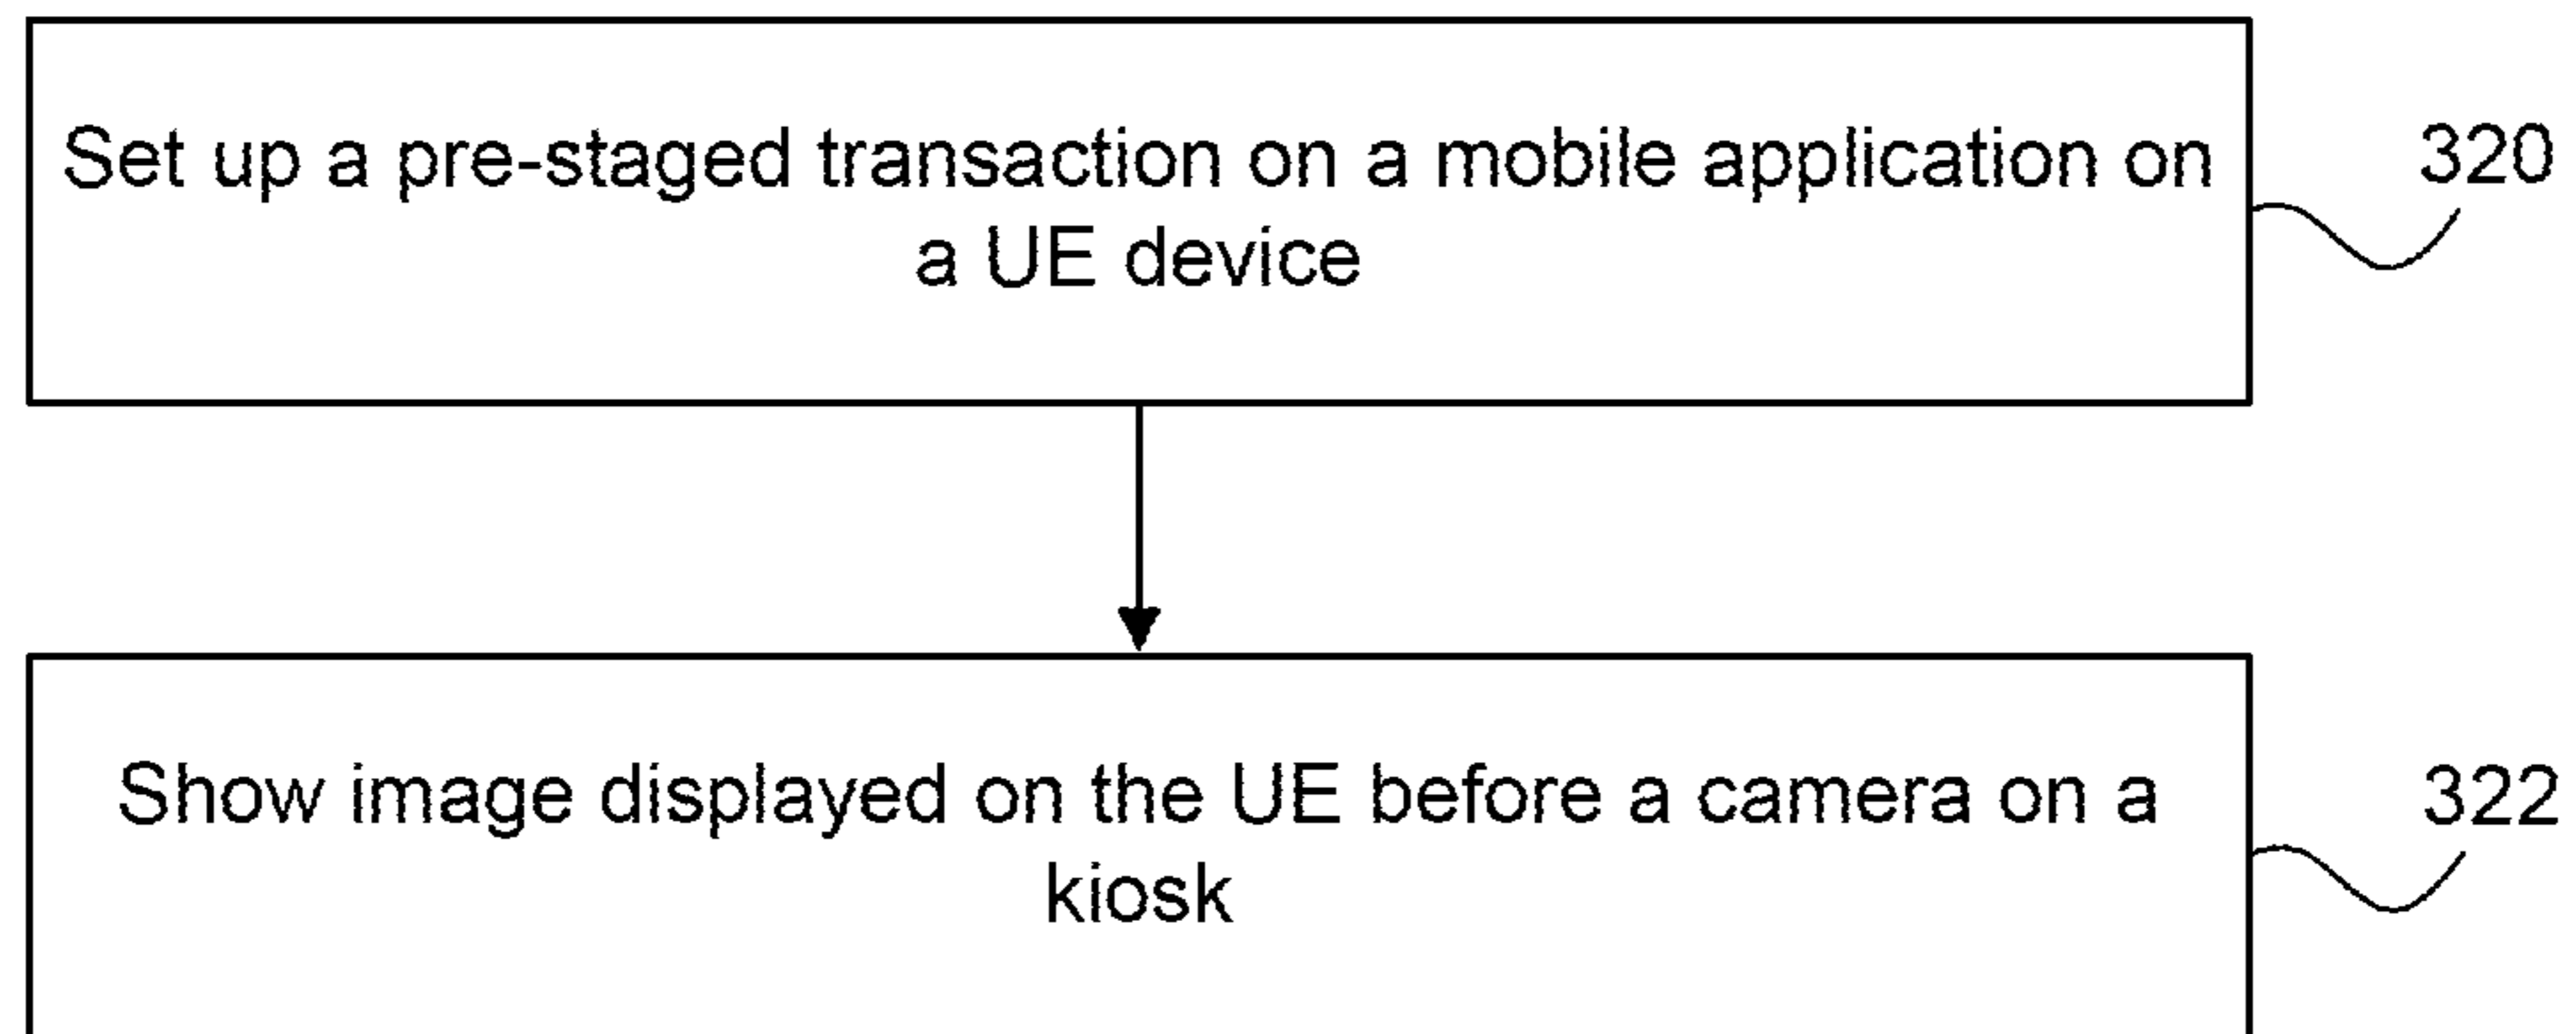 Set up a pre-staged transaction on a mobile application on
a UE device
320
Show image displayed on the UE before a camera on a
kiosk
322